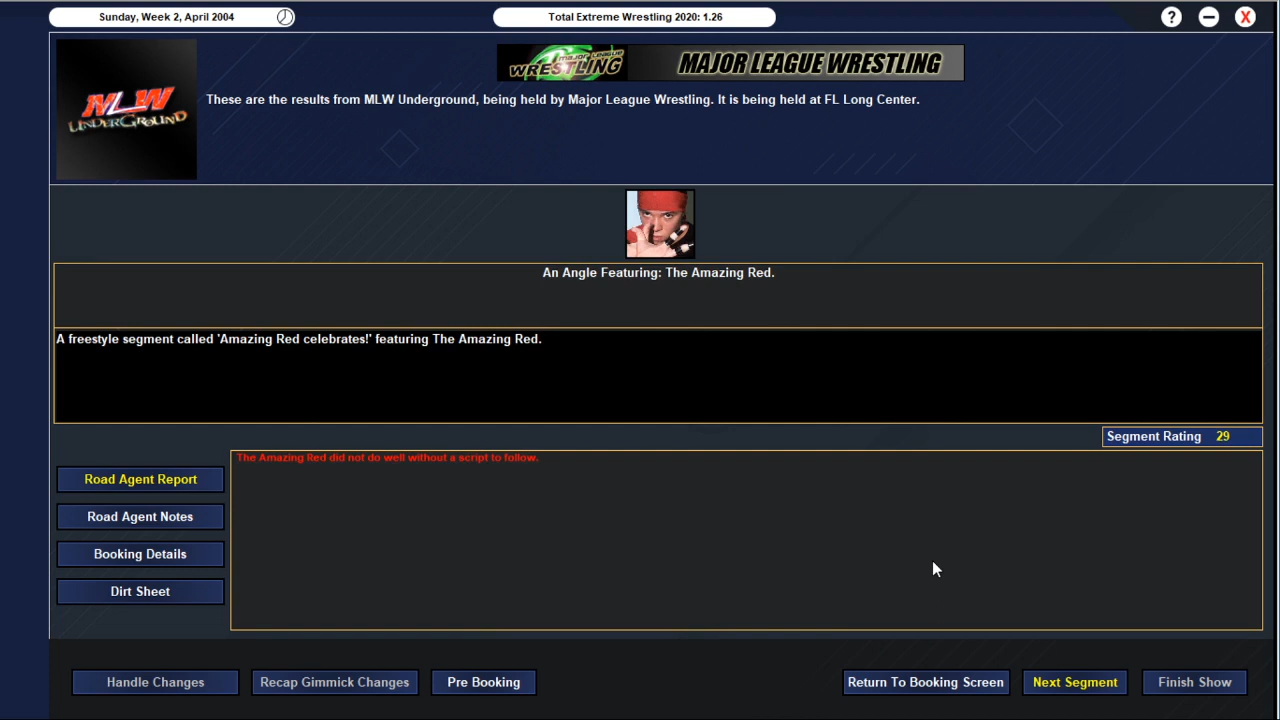 Sunday, Week 2, April 2004
Total Extreme Wrestling 2020: 1.26
?
X
MAJOR LEAGUE
WRESTLING
MAJOR LEAGUE WRESTLING
MLW
UNDERGROUND
These are the results from MLW Underground, being held by Major League Wrestling. It is being held at FL Long Center.
An Angle Featuring: The Amazing Red.
A freestyle segment called 'Amazing Red celebrates!' featuring The Amazing Red.
Segment Rating 29
The Amazing Red did not do well without a script to follow.
Road Agent Report
Road Agent Notes
Booking Details
Dirt Sheet
Handle Changes
Recap Gimmick Changes
Pre Booking
Return To Booking Screen
Next Segment
Finish Show